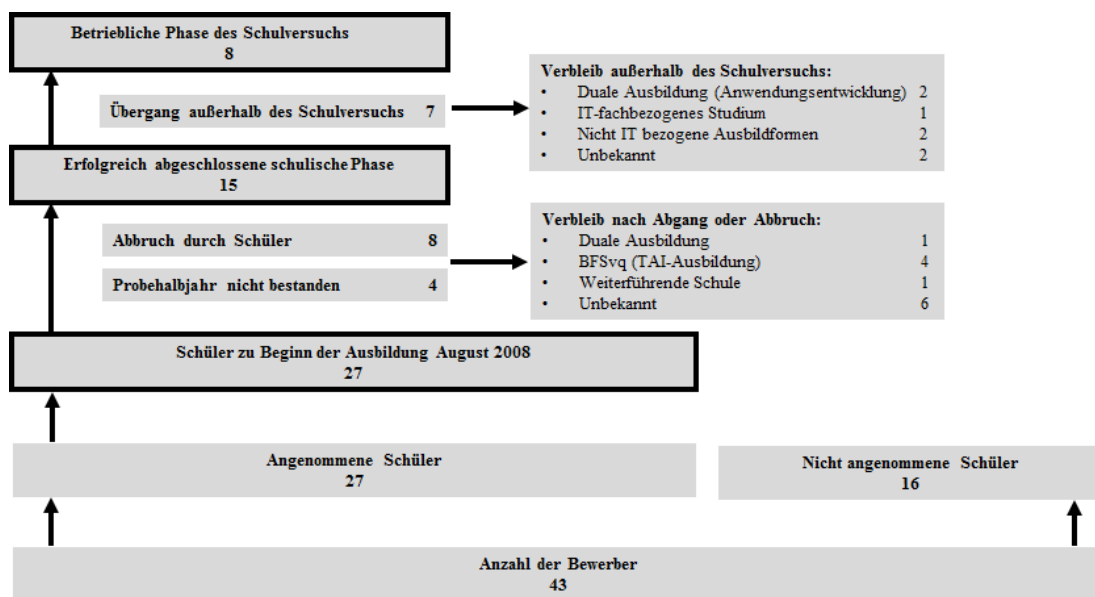 Betriebliche Phase des Schulversuchs
8
Übergang außerhalb des Schulversuchs 7
Verbleib außerhalb des Schulversuchs:
• Duale Ausbildung (Anwendungsentwicklung) 2
• IT-fachbezogenes Studium 1
• Nicht IT bezogene Ausbildformen 2
• Unbekannt 2
Erfolgreich abgeschlossene schulische Phase
15
Abbruch durch Schüler 8
Probehalbjahr nicht bestanden 4
Verbleib nach Abgang oder Abbruch:
• Duale Ausbildung 1
• BFSvq (TAI-Ausbildung) 4
• Weiterführende Schule 1
• Unbekannt 6
Schüler zu Beginn der Ausbildung August 2008
27
Angenommene Schüler
27
Nicht angenommene Schüler
16
Anzahl der Bewerber
43